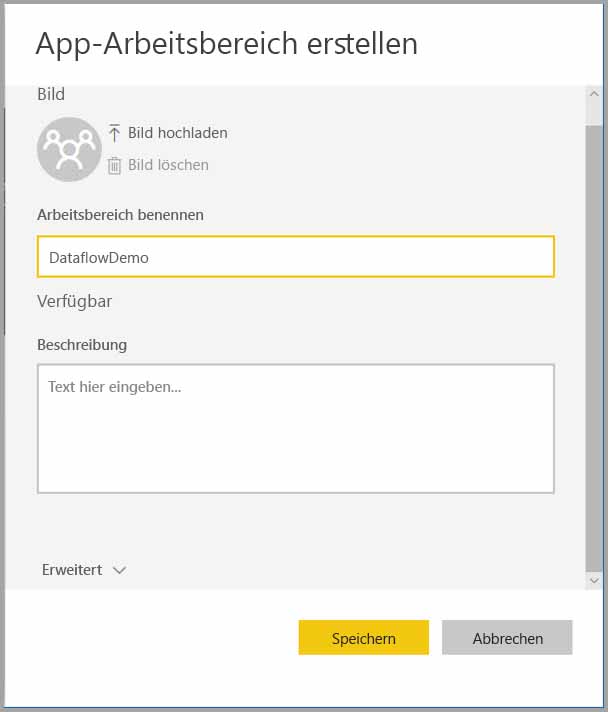 App-Arbeitsbereich erstellen
Bild
Bild hochladen
Bild löschen
Arbeitsbereich benennen
DataflowDemo
Verfügbar
Beschreibung
Text hier eingeben...
Erweitert
Speichern Abbrechen